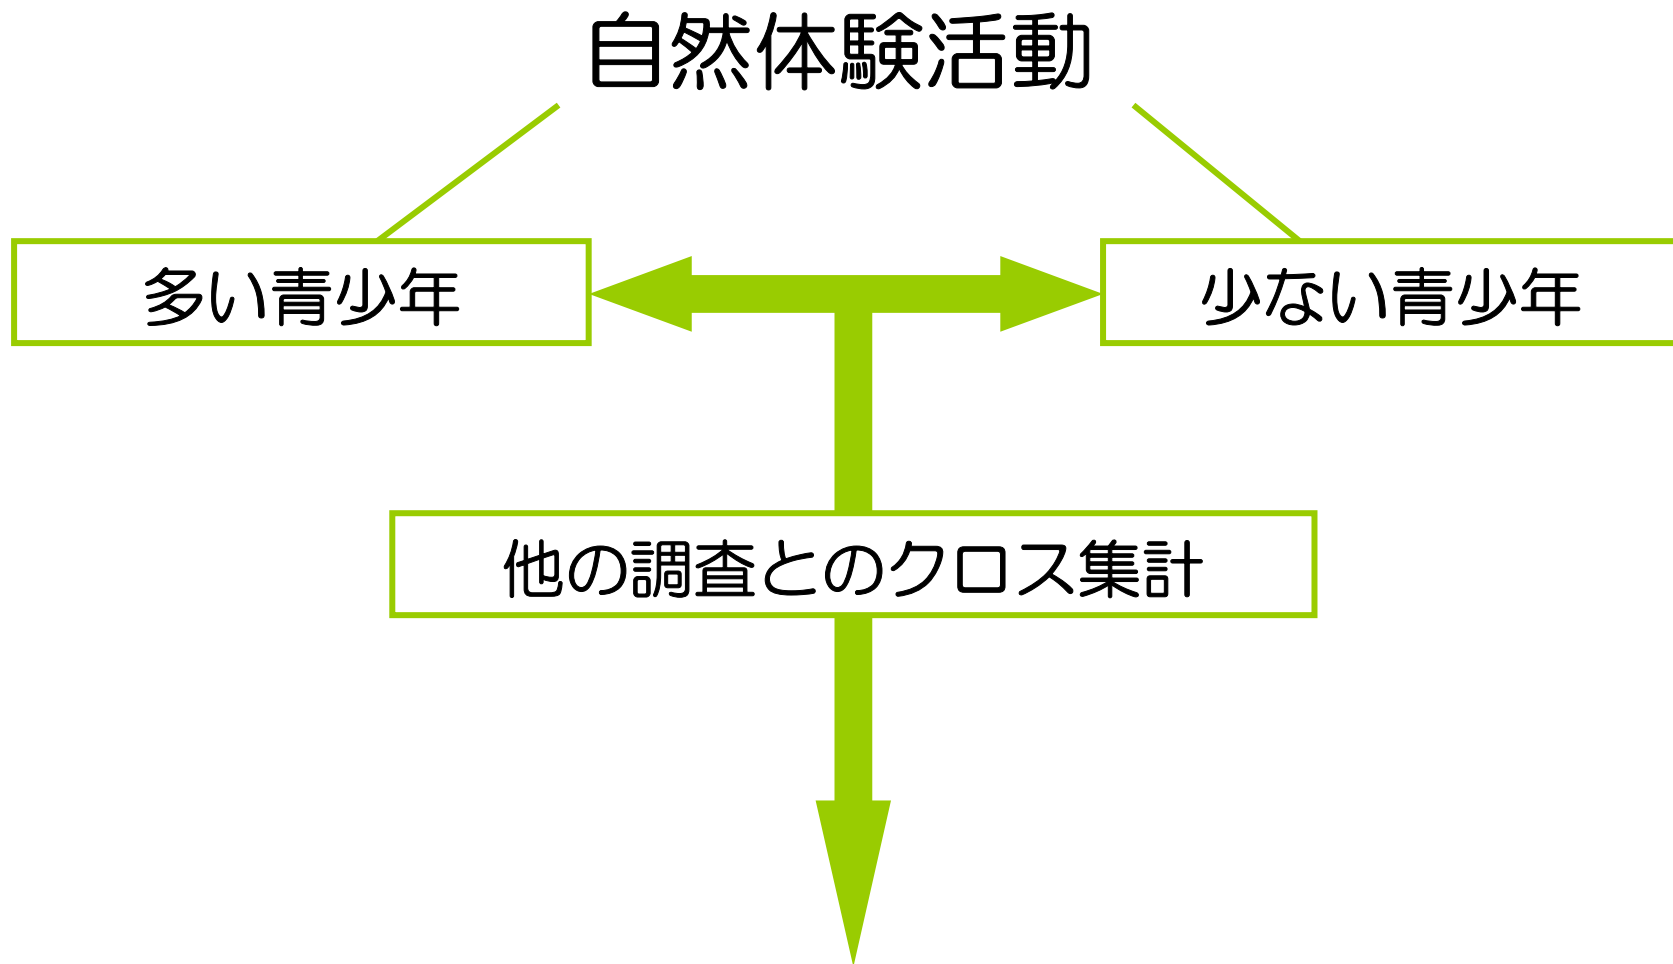 自然体験活動
多い青少年
少ない青少年
他の調査とのクロス集計